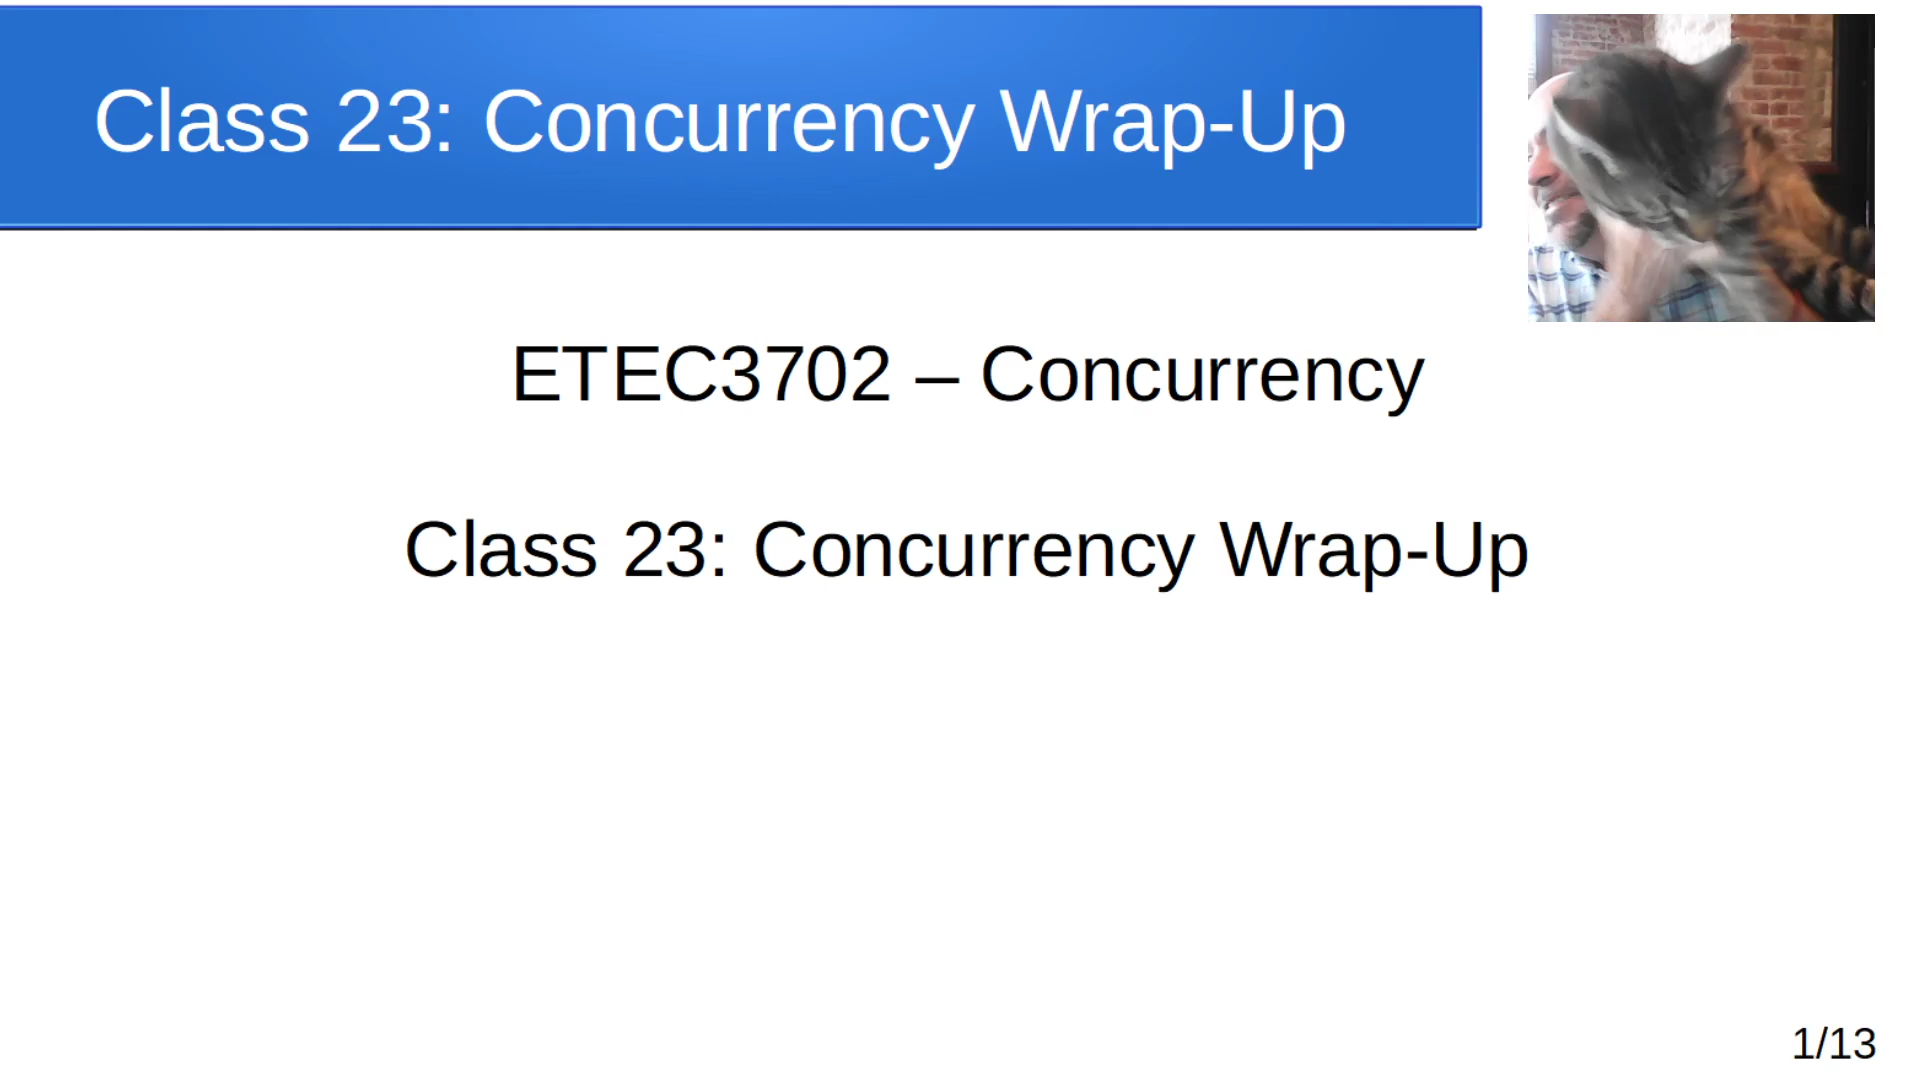 Class 23: Concurrency Wrap-Up
ETEC3702 – Concurrency
Class 23: Concurrency Wrap-Up
1/13